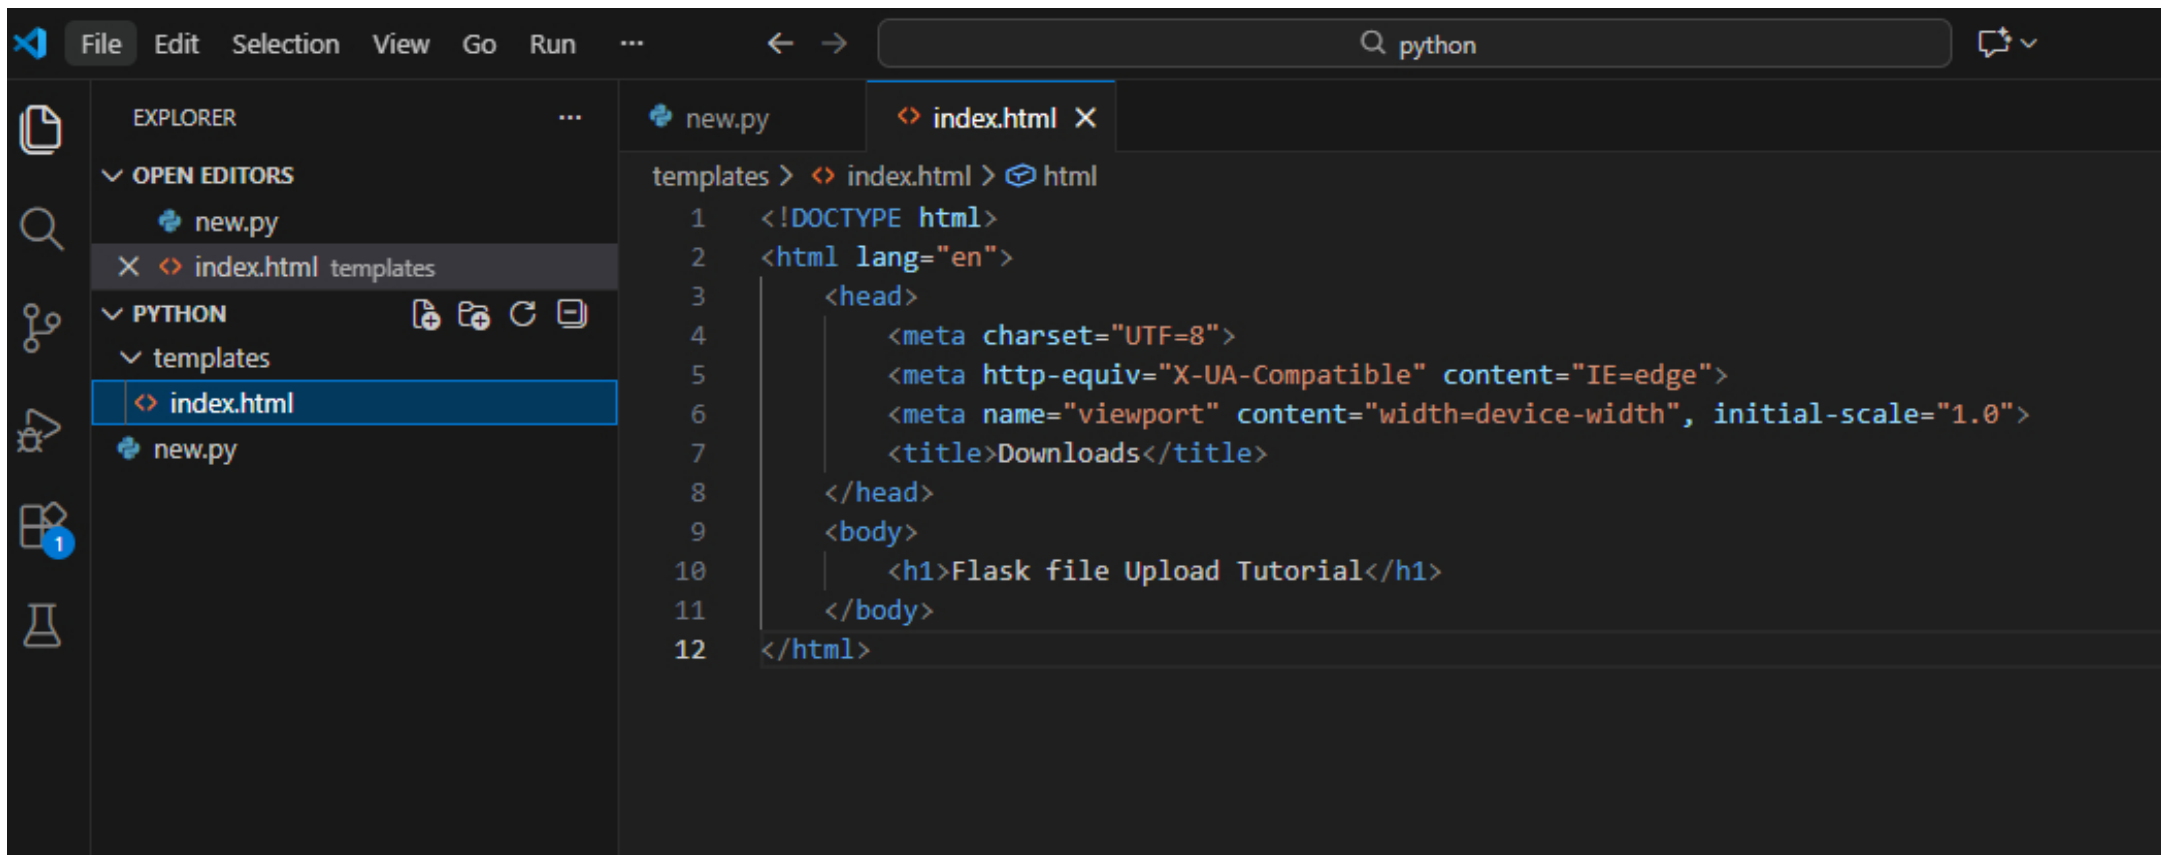 File Edit Selection View Go Run ...
python
EXPLORER ...
OPEN EDITORS
new.py
index.html templates
PYTHON
templates
index.html
new.py
1
new.py
index.html
templates > index.html > html
1 <!DOCTYPE html>
2 <html lang="en">
3 <head>
4 <meta charset="UTF=8">
5 <meta http-equiv="X-UA-Compatible" content="IE=edge">
6 <meta name="viewport" content="width=device-width", initial-scale="1.0">
7 <title>Downloads</title>
8 </head>
9 <body>
10 <h1>Flask file Upload Tutorial</h1>
11 </body>
12 </html>